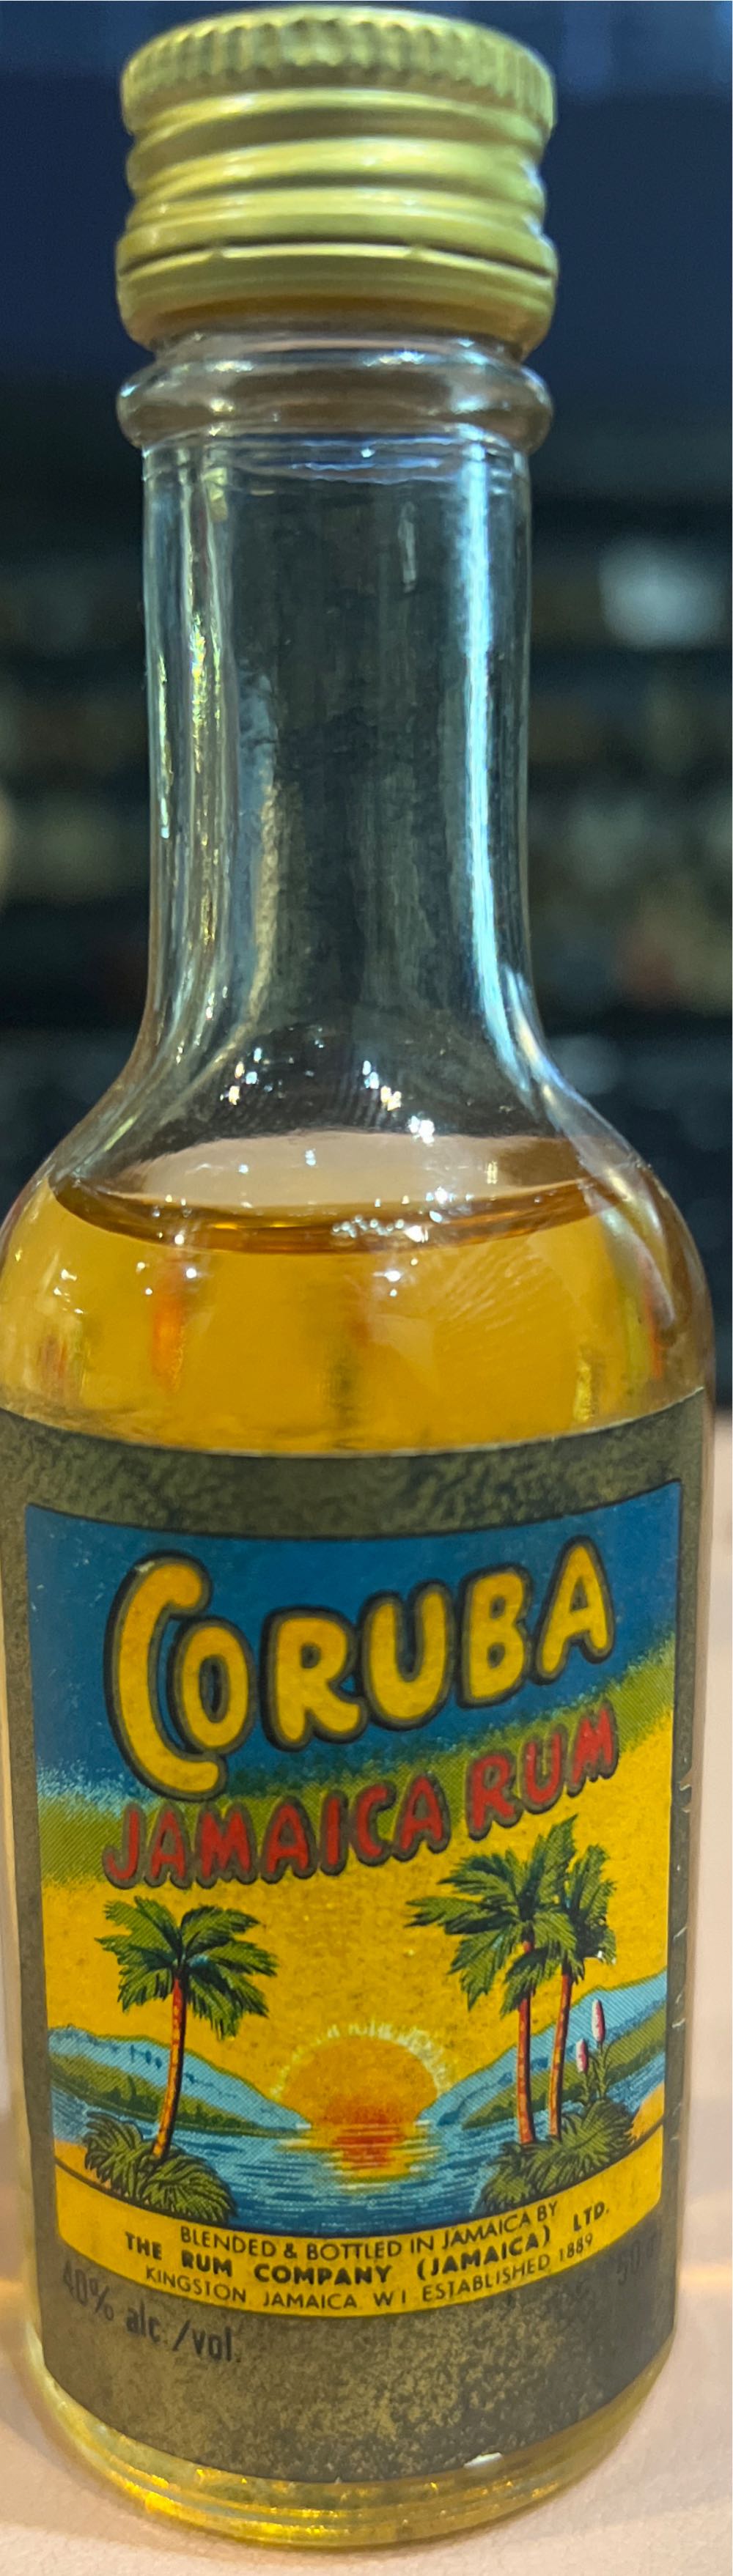 CORUBA
JAMAICA RUM
BLENDED & BOTTLED IN JAMAICA BY
THE RUM COMPANY (JAMAICA) LTD.
KINGSTON, JAMAICA W I ESTABLISHED 1889
40% alc./vol.